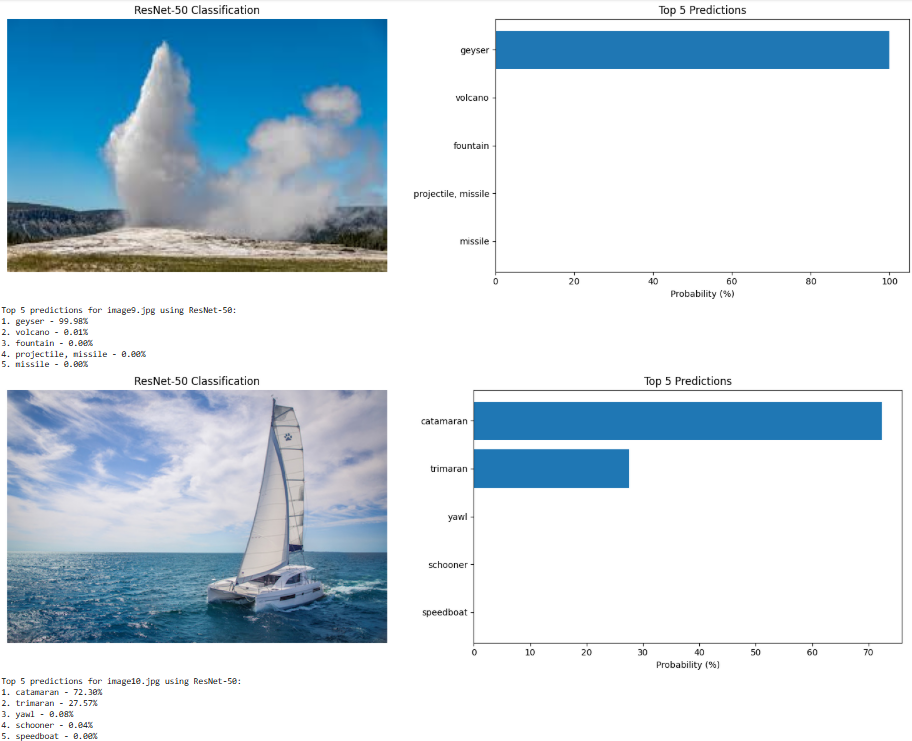 ResNet-50 Classification
Top 5 Predictions
geyser
volcano
fountain
projectile, missile
missile
0 20 40 60 80 100
Probability (%)
Top 5 predictions for image9.jpg using ResNet-50:
1. geyser - 99.98%
2. volcano - 0.01%
3. fountain - 0.00%
4. projectile, missile - 0.00%
5. missile - 0.00%
ResNet-50 Classification
Top 5 Predictions
catamaran
trimaran
yawl
schooner
speedboat
0 10 20 30 40 50 60 70
Probability (%)
Top 5 predictions for image10.jpg using ResNet-50:
1. catamaran - 72.30%
2. trimaran - 27.57%
3. yawl - 0.08%
4. schooner - 0.04%
5. speedboat - 0.00%